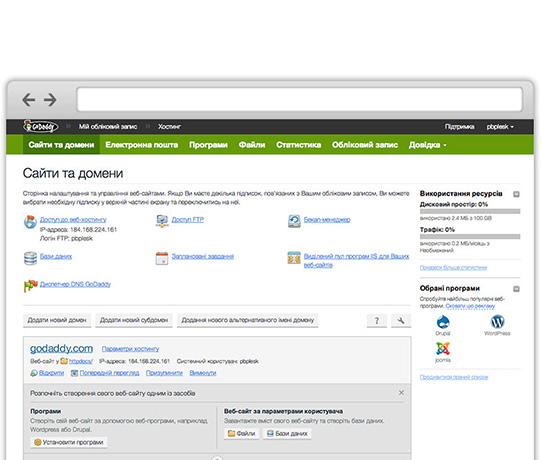 GoDaddy Мій обліковий запис Хостинг Підтримка pbplesk
Сайти та домени Електронна пошта Програми Файли Статистика Обліковий запис Довідка
Сайти та домени
Сторінка налаштування та управління веб-сайтами. Якщо Ви маєте декілька підписок, пов'язаних з Вашим обліковим записом, Ви можете
вибрати необхідну підписку у верхній частині екрану та переключитись на неї.
Доступ до веб-хостингу
IP-адреса: 184.168.224.161
Логін FTP: pbplesk
Доступ FTP
Бекап-менеджер
Бази даних
Заплановані завдання
Виділений пул програм IIS для Ваших
веб-сайтів
Диспетчер DNS GoDaddy
Додати новий домен Додати новий субдомен Додання нового альтернативного імені домену ?
godaddy.com Параметри хостингу
Веб-сайт у httpdocs/ IP-адреса: 184.168.224.161 Системний користувач: pbplesk
Відкрити Попередній перегляд Призупинити Вимкнути
Розпочніть створення свого веб-сайту одним із засобів
Програми
Створіть свій веб-сайт за допомогою веб-програми, наприклад
Wordpress або Drupal.
Установити програми
Веб-сайт за параметрами користувача
Завантажте вміст свого веб-сайту та створіть бази даних.
Файли Бази даних
Використання ресурсів
Дисковий простір: 0%
використано 2.4 МБ з 100 GB
Трафік: 0%
використано 0.2 МБ/місяць з
Необмежений
Показати більше статистики
Обрані програми
Спробуйте найбільш популярні веб-
програми. Сховати цю рекламу
Drupal WordPress
joomla
Продивитися повний список